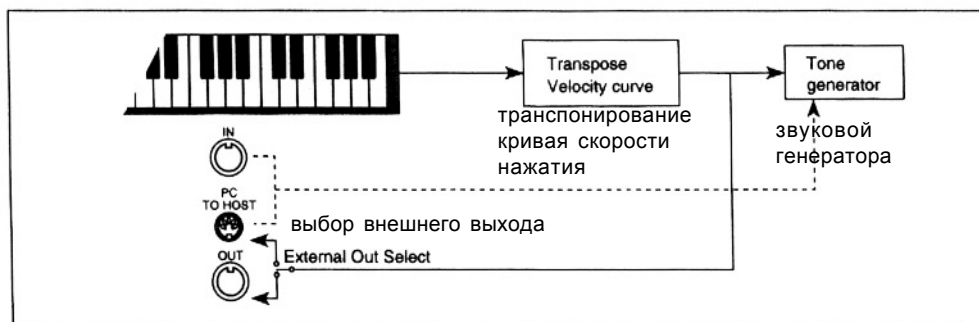 Transpose
Velocity curve
Tone
generator
транспонирование
кривая скорости
нажатия
звуковой
генератора
IN
PC
TO HOST
выбор внешнего выхода
OUT
External Out Select